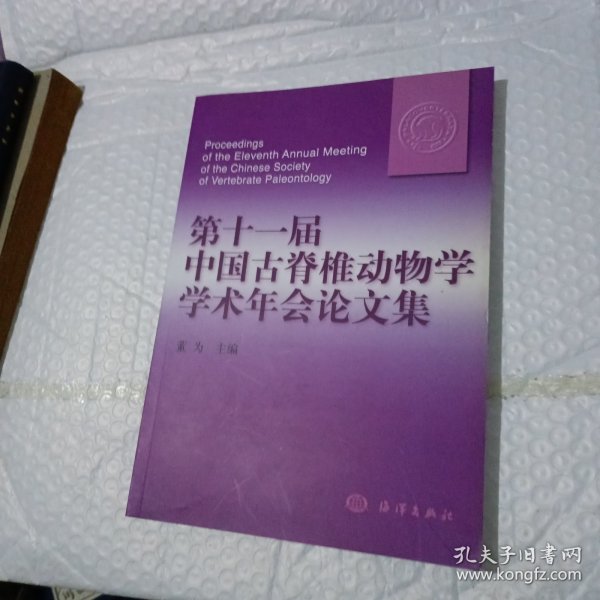 Proceedings
of the Eleventh Annual Meeting
of the Chinese Society
of Vertebrate Paleontology
第十一届
中国古脊椎动物学
学术年会论文集
董为 主编
海洋出版社
孔夫子旧书网
www.kongfz.com